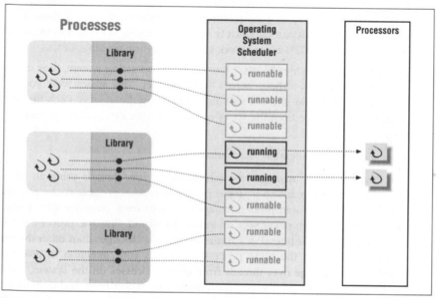 Processes
Library
Library
Library
Operating
System
Scheduler
runnable
runnable
runnable
running
running
runnable
runnable
runnable
Processors